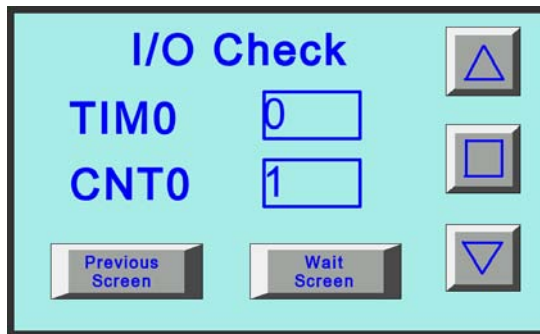 I/O Check
TIM0 0
CNT0 1
Previous Wait
Screen Screen